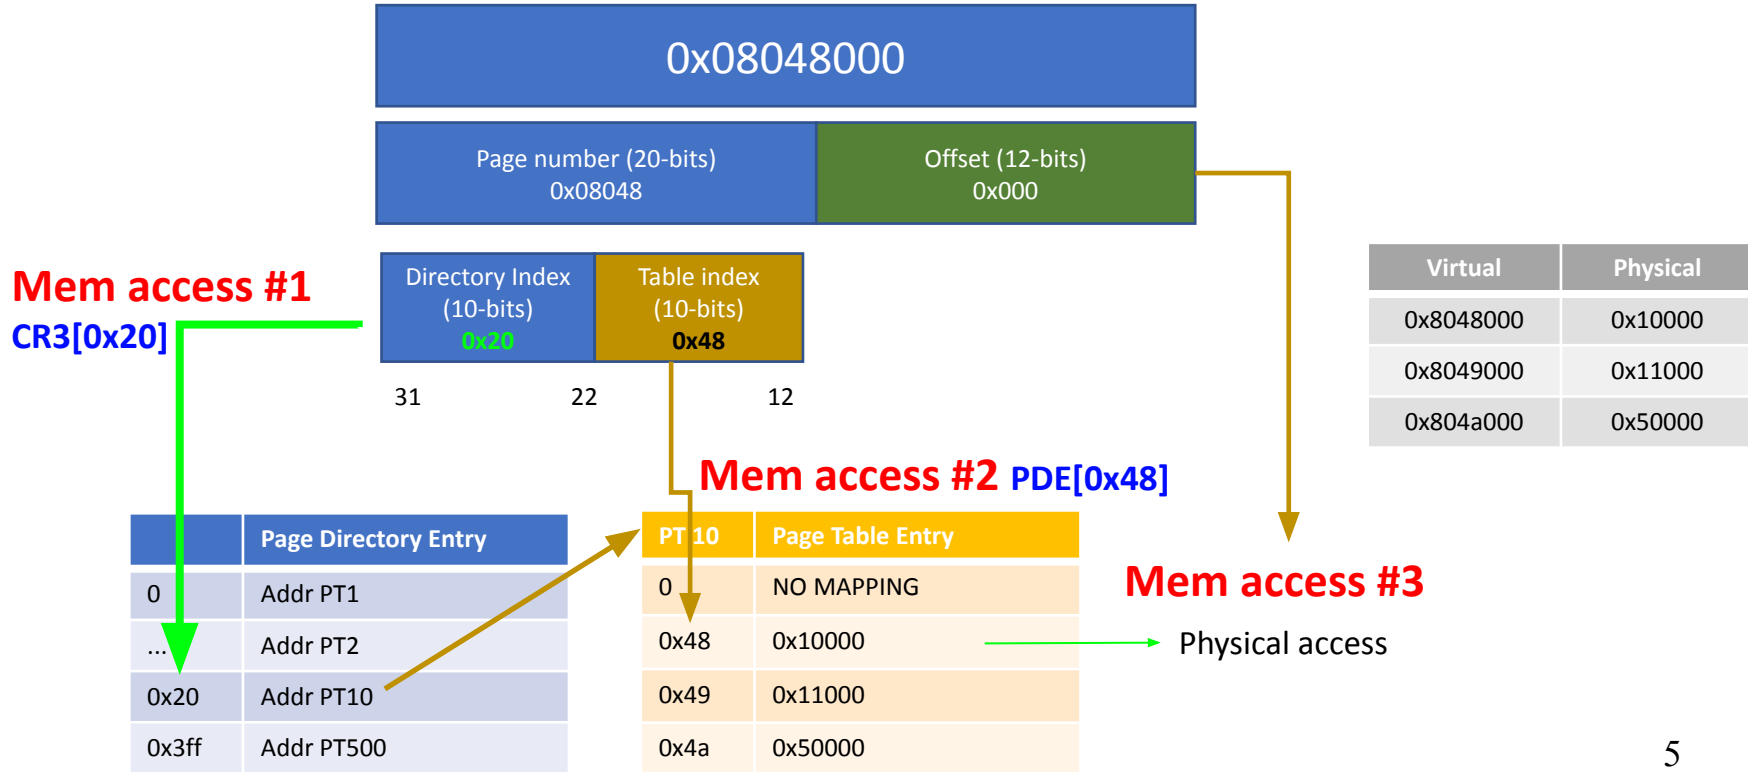 0x08048000
Page number (20-bits)
0x08048
Offset (12-bits)
0x000
Mem access #1
CR3[0x20]
Directory Index
(10-bits)
0x20
Table index
(10-bits)
0x48
31 22 12
Virtual Physical
0x8048000 0x10000
0x8049000 0x11000
0x804a000 0x50000
Mem access #2 PDE[0x48]
Page Directory Entry
0 Addr PT1
... Addr PT2
0x20 Addr PT10
0x3ff Addr PT500
PT 10 Page Table Entry
0 NO MAPPING
0x48 0x10000
0x49 0x11000
0x4a 0x50000
Mem access #3
Physical access
5